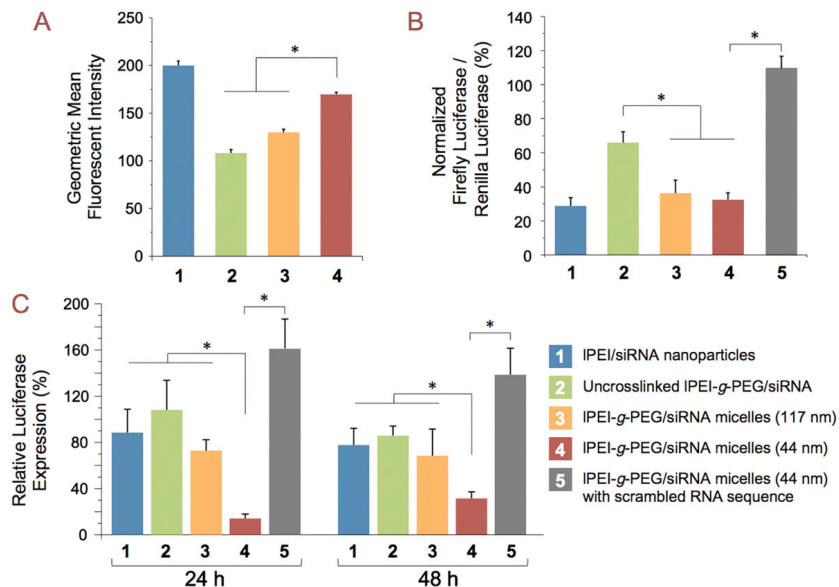 A
*
Geometric Mean
Fluorescent Intensity
250
200
150
100
50
0
1 2 3 4
B
*
*
Normalized
Firefly Luciferase /
Renilla Luciferase (%)
140
120
100
80
60
40
20
0
1 2 3 4 5
C
*
*
*
*
Relative Luciferase
Expression (%)
200
160
120
80
40
0
1 2 3 4 5 1 2 3 4 5
24 h 48 h
1 lPEI/siRNA nanoparticles
2 Uncrosslinked lPEI-g-PEG/siRNA
3 lPEI-g-PEG/siRNA micelles (117 nm)
4 lPEI-g-PEG/siRNA micelles (44 nm)
5 lPEI-g-PEG/siRNA micelles (44 nm)
with scrambled RNA sequence